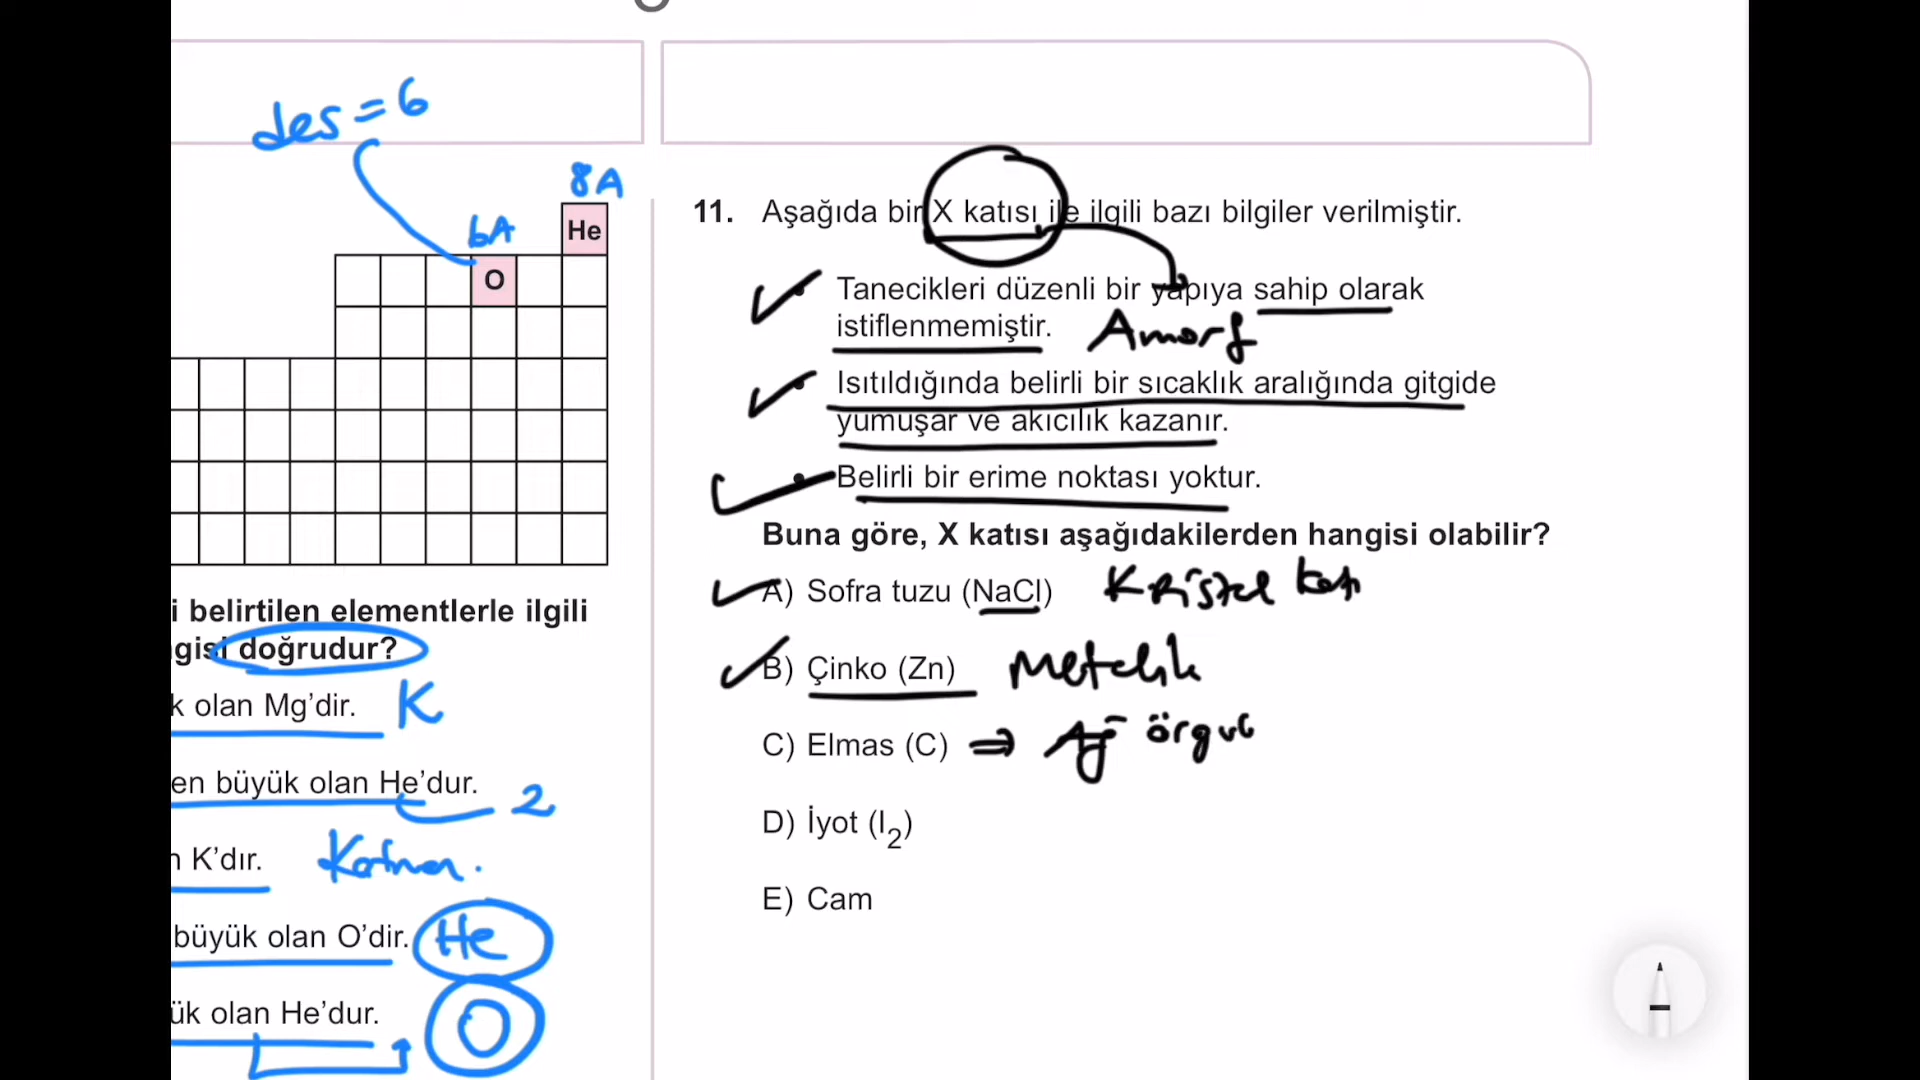 des = 6
8A
6A
He
O
i belirtilen elementlerle ilgili
gisi doğrudur?
k olan Mg’dir. K
en büyük olan He’dur. 2
n K’dır. Katman.
büyük olan O’dir. He
ük olan He’dur. O
11. Aşağıda bir X katısı ile ilgili bazı bilgiler verilmiştir.
• Tanecikleri düzenli bir yapıya sahip olarak
istiflenmemiştir. Amorf
• Isıtıldığında belirli bir sıcaklık aralığında gitgide
yumuşar ve akıcılık kazanır.
• Belirli bir erime noktası yoktur.
Buna göre, X katısı aşağıdakilerden hangisi olabilir?
A) Sofra tuzu (NaCl) Kristal katı
B) Çinko (Zn) Metalik
C) Elmas (C) ⇒ Ağ örgülü
D) İyot (I2)
E) Cam